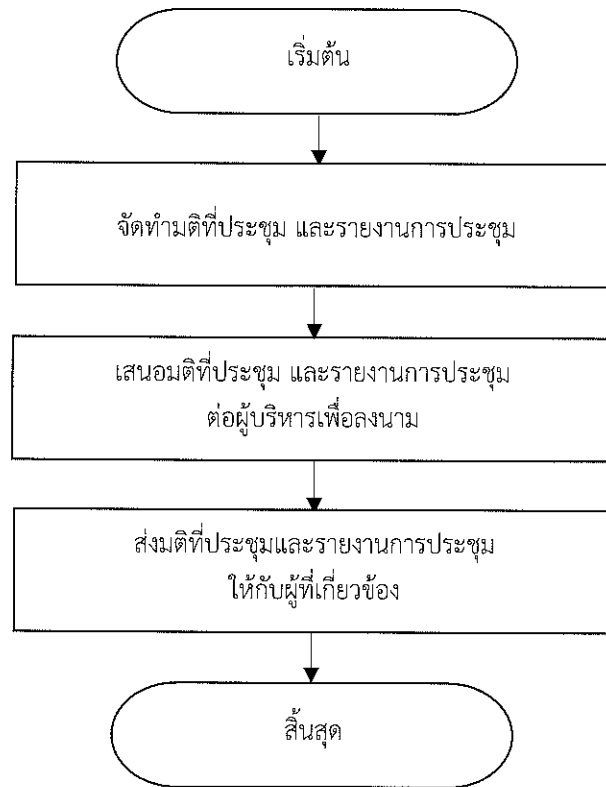 เริ่มต้น
จัดทำมติที่ประชุม และรายงานการประชุม
เสนอมติที่ประชุม และรายงานการประชุม
ต่อผู้บริหารเพื่อลงนาม
ส่งมติที่ประชุมและรายงานการประชุม
ให้กับผู้ที่เกี่ยวข้อง
สิ้นสุด